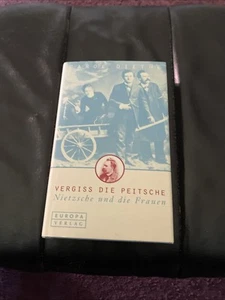 VERGISS DIE PEITSCHE
Nietzsche und die Frauen
EUROPA
VERLAG